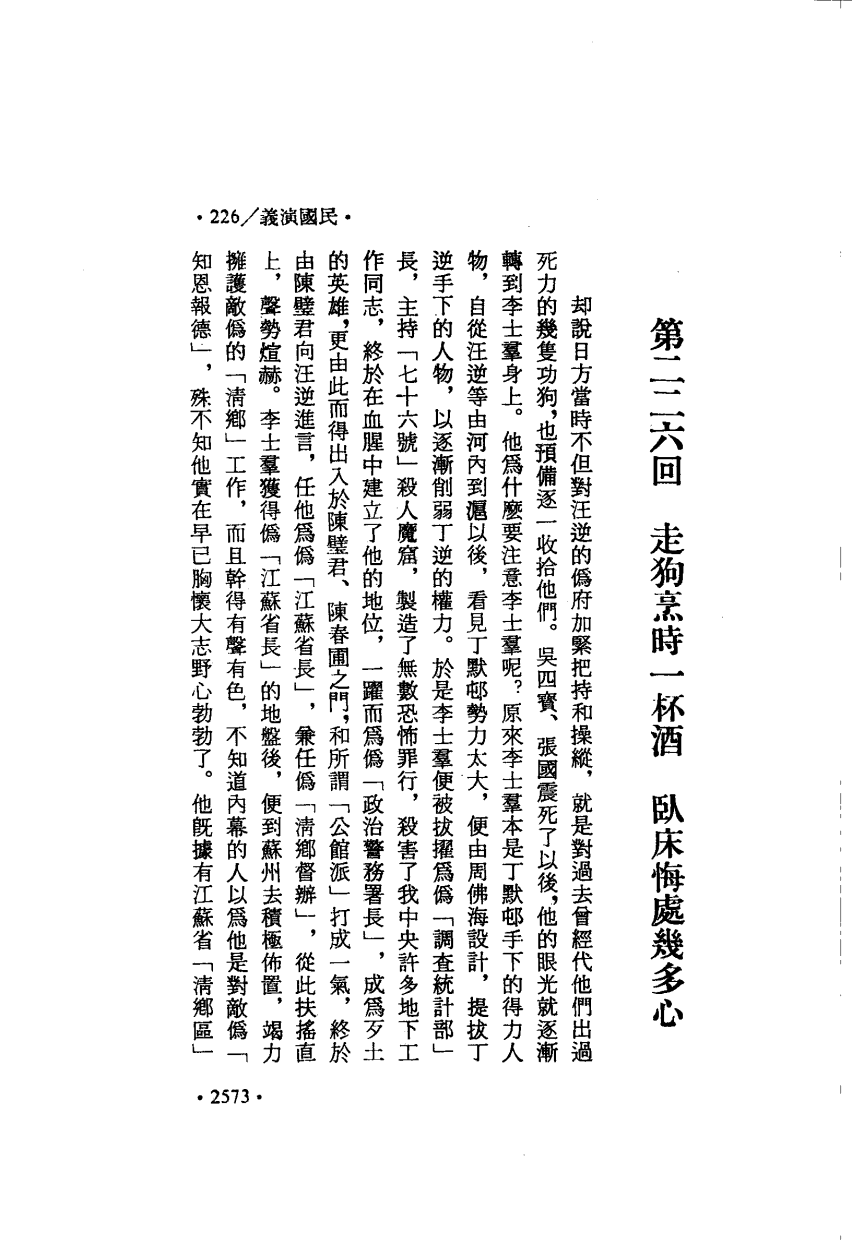 •226／義演國民•
第二二六回　走狗烹時一杯酒　臥床悔處幾多心
却說日方當時不但對汪逆的僞府加緊把持和操縱，就是對過去曾經代他們出過
死力的幾隻功狗，也預備逐一收拾他們。吳四寶、張國震死了以後，他的眼光就逐漸
轉到李士羣身上。他爲什麽要注意李士羣呢？原來李士羣本是丁默邨手下的得力人
物，自從汪逆等由河內到滬以後，看見丁默邨勢力太大，便由周佛海設計，提拔丁
逆手下的人物，以逐漸削弱丁逆的權力。於是李士羣便被拔擢爲僞「調查統計部」
長，主持「七十六號」殺人魔窟，製造了無數恐怖罪行，殺害了我中央許多地下工
作同志，終於在血腥中建立了他的地位，一躍而爲僞「政治警務署長」，成爲歹土
的英雄，更由此而得出入於陳璧君、陳春圃之門，和所謂「公館派」打成一氣，終於
由陳璧君向汪逆進言，任他爲僞「江蘇省長」，兼任僞「清鄉督辦」，從此扶搖直
上，聲勢煊赫。李士羣獲得僞「江蘇省長」的地盤後，便到蘇州去積極佈置，竭力
擁護敵僞的「清鄉」工作，而且幹得有聲有色，不知道內幕的人以爲他是對敵僞「
知恩報德」，殊不知他實在早已胸懷大志野心勃勃了。他旣據有江蘇省「清鄉區」
•2573•